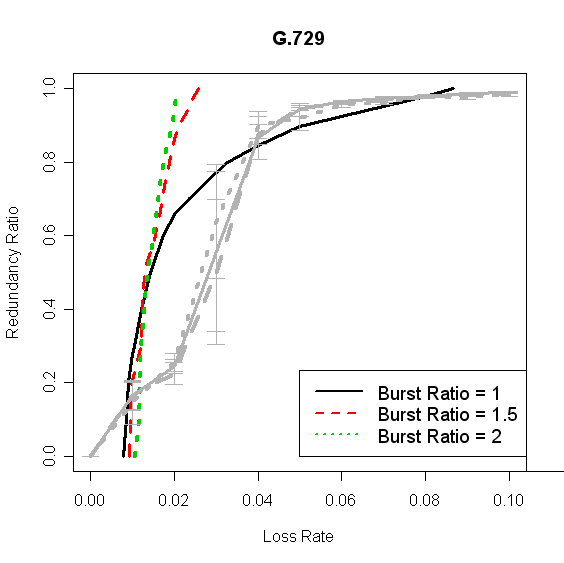 G.729
Redundancy Ratio
1.0
0.8
0.6
0.4
0.2
0.0
Burst Ratio = 1
Burst Ratio = 1.5
Burst Ratio = 2
0.00 0.02 0.04 0.06 0.08 0.10
Loss Rate